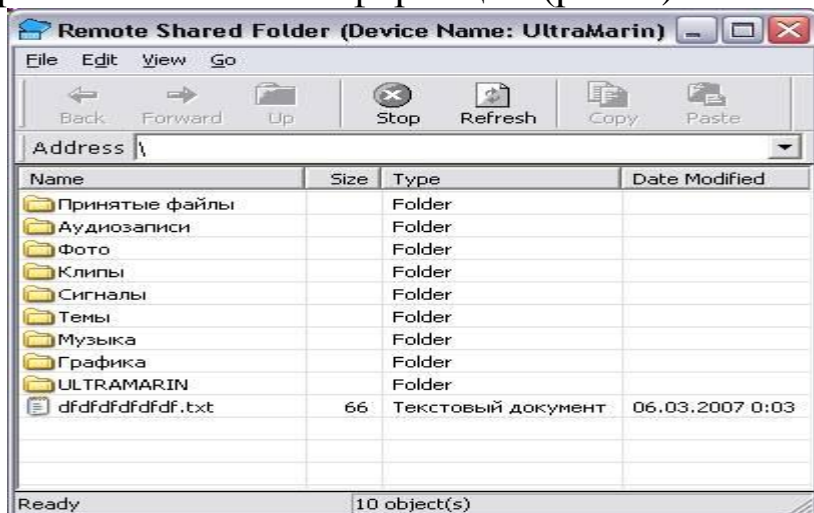 Remote Shared Folder (Device Name: UltraMarin)
File Edit View Go
Back Forward Up Stop Refresh Copy Paste
Address \
Name Size Type Date Modified
Принятые файлы Folder
Аудиозаписи Folder
Фото Folder
Клипы Folder
Сигналы Folder
Темы Folder
Музыка Folder
Графика Folder
ULTRAMARIN Folder
dfdfdfdfdfdf.txt 66 Текстовый документ 06.03.2007 0:03
Ready 10 object(s)